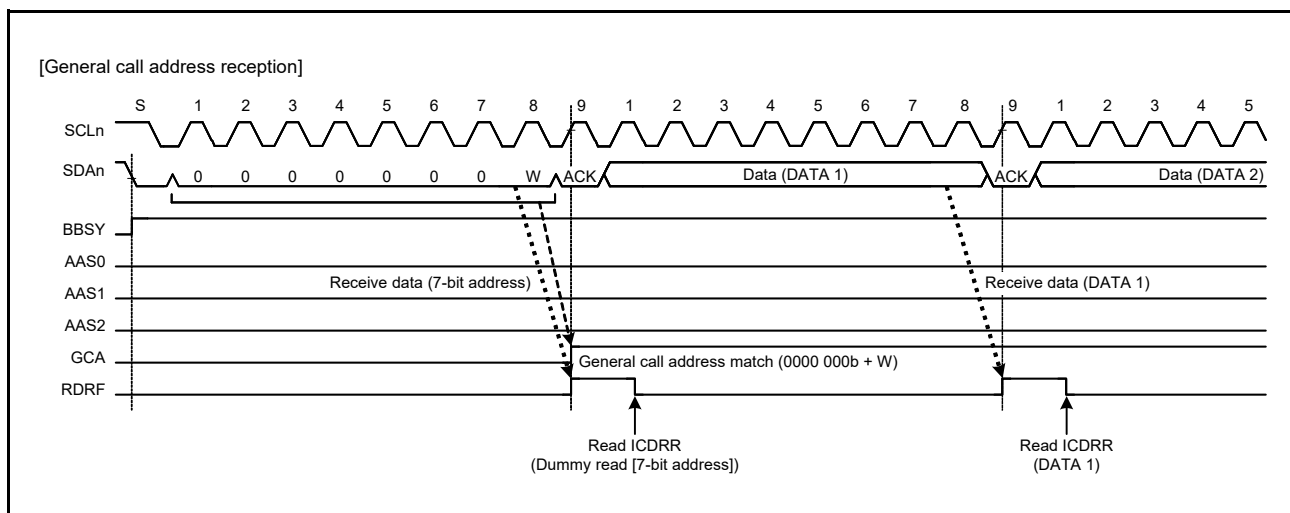 [General call address reception]
S 1 2 3 4 5 6 7 8 9 1 2 3 4 5 6 7 8 9 1 2 3 4 5
SCLn
SDAn 0 0 0 0 0 0 0 W ACK Data (DATA 1) ACK Data (DATA 2)
BBSY
AAS0
Receive data (7-bit address) Receive data (DATA 1)
AAS1
AAS2
GCA General call address match (0000 000b + W)
RDRF
Read ICDRR Read ICDRR
(Dummy read [7-bit address]) (DATA 1)